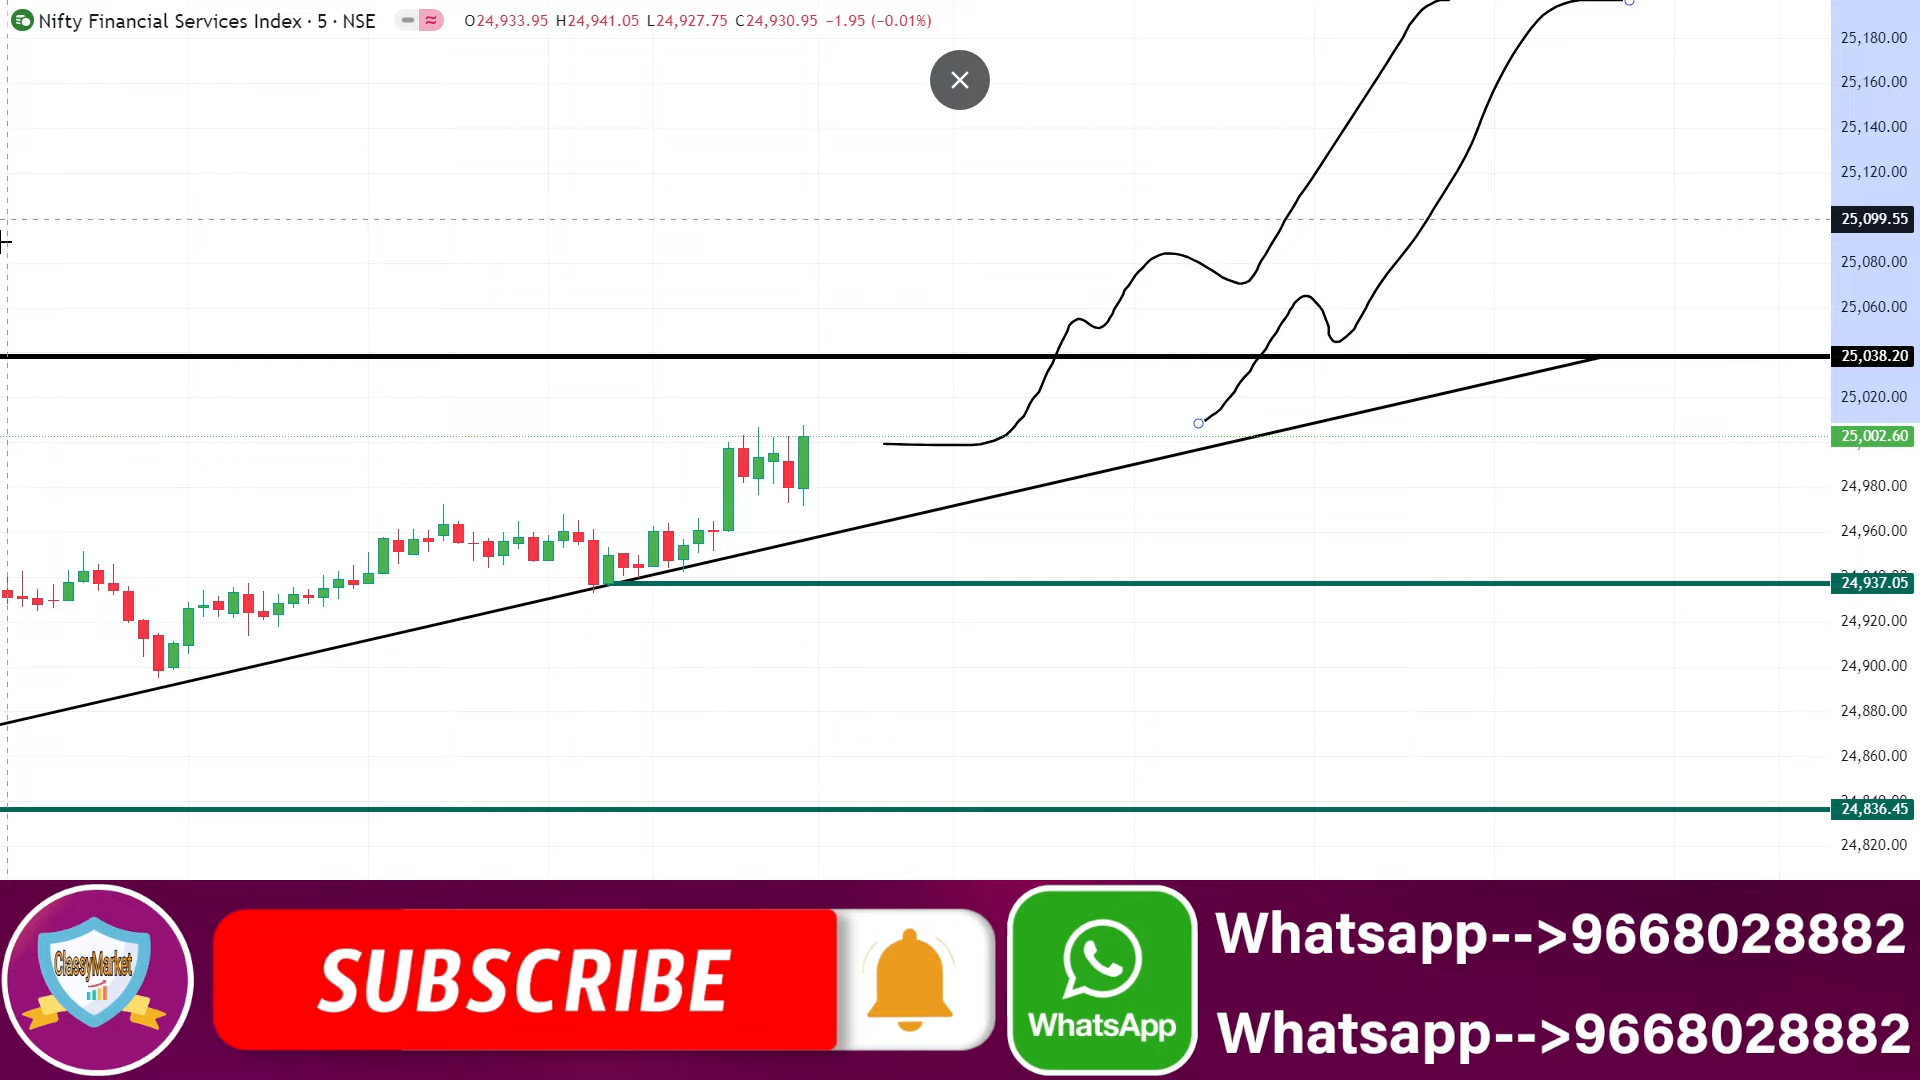 Nifty Financial Services Index · 5 · NSE
O24,933.95 H24,941.05 L24,927.75 C24,930.95 −1.95 (−0.01%)
25,180.00
25,160.00
25,140.00
25,120.00
25,099.55
25,080.00
25,060.00
25,038.20
25,020.00
25,002.60
24,980.00
24,960.00
24,937.05
24,920.00
24,900.00
24,880.00
24,860.00
24,836.45
24,820.00
ClassyMarket
SUBSCRIBE
WhatsApp
Whatsapp-->9668028882
Whatsapp-->9668028882